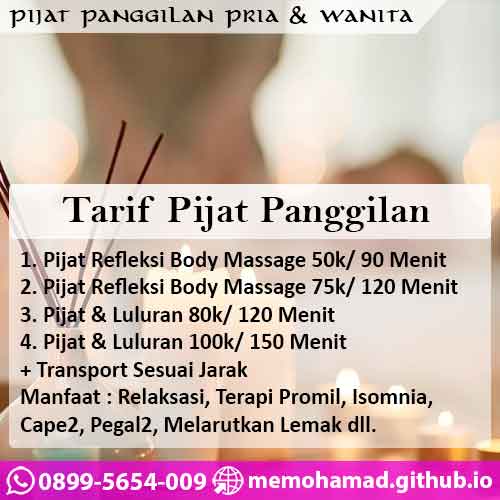 Pijat Panggilan Pria & Wanita
Tarif Pijat Panggilan
1. Pijat Refleksi Body Massage 50k/ 90 Menit
2. Pijat Refleksi Body Massage 75k/ 120 Menit
3. Pijat & Luluran 80k/ 120 Menit
4. Pijat & Luluran 100k/ 150 Menit
+ Transport Sesuai Jarak
Manfaat : Relaksasi, Terapi Promil, Isomnia,
Cape2, Pegal2, Melarutkan Lemak dll.
0899-5654-009 memohamad.github.io